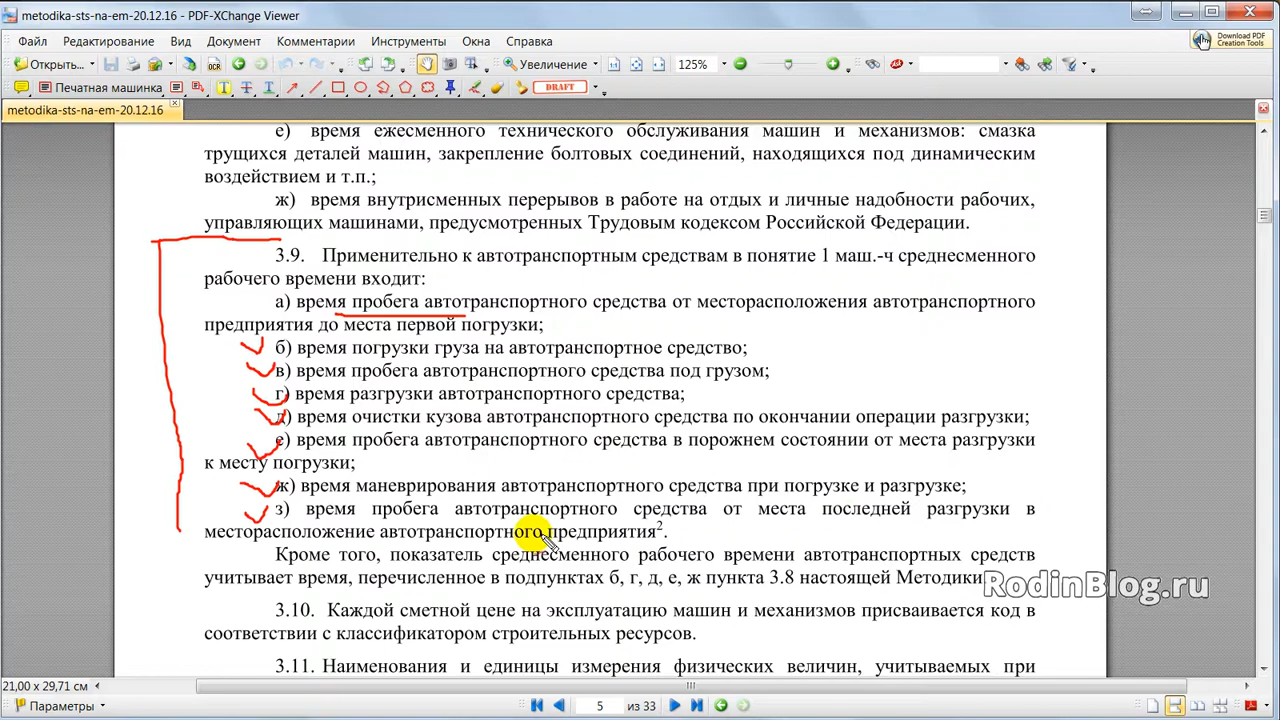 metodika-sts-na-em-20.12.16 - PDF-XChange Viewer
Файл Редактирование Вид Документ Комментарии Инструменты Окна Справка
Download PDF
Creation Tools
Открыть... OCR Увеличение 125%
Печатная машинка T T T DRAFT
metodika-sts-na-em-20.12.16
е) время ежесменного технического обслуживания машин и механизмов: смазка
трущихся деталей машин, закрепление болтовых соединений, находящихся под динамическим
воздействием и т.п.;
ж) время внутрисменных перерывов в работе на отдых и личные надобности рабочих,
управляющих машинами, предусмотренных Трудовым кодексом Российской Федерации.
3.9. Применительно к автотранспортным средствам в понятие 1 маш.-ч среднесменного
рабочего времени входит:
а) время пробега автотранспортного средства от месторасположения автотранспортного
предприятия до места первой погрузки;
б) время погрузки груза на автотранспортное средство;
в) время пробега автотранспортного средства под грузом;
г) время разгрузки автотранспортного средства;
д) время очистки кузова автотранспортного средства по окончании операции разгрузки;
е) время пробега автотранспортного средства в порожнем состоянии от места разгрузки
к месту погрузки;
ж) время маневрирования автотранспортного средства при погрузке и разгрузке;
з) время пробега автотранспортного средства от места последней разгрузки в
месторасположение автотранспортного предприятия2.
Кроме того, показатель среднесменного рабочего времени автотранспортных средств
учитывает время, перечисленное в подпунктах б, г, д, е, ж пункта 3.8 настоящей Методики
RodinBlog.ru
3.10. Каждой сметной цене на эксплуатацию машин и механизмов присваивается код в
соответствии с классификатором строительных ресурсов.
3.11. Наименования и единицы измерения физических величин, учитываемых при
21,00 x 29,71 см
Параметры 5 из 33